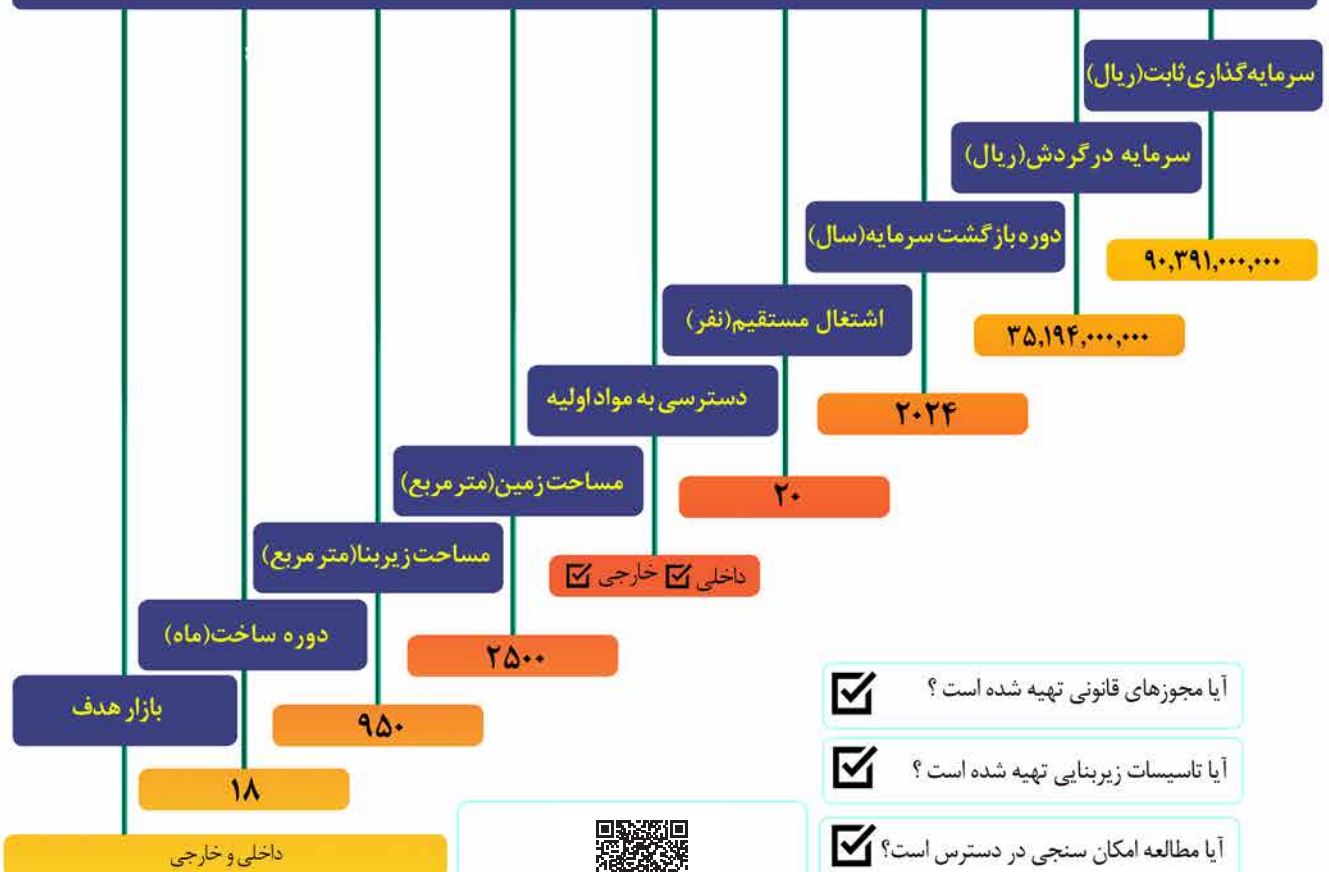 سرمایه‌گذاری ثابت(ریال)
۹۰,۳۹۱,۰۰۰,۰۰۰
سرمایه در گردش(ریال)
۳۵,۱۹۴,۰۰۰,۰۰۰
دوره بازگشت سرمایه(سال)
۲۰۲۴
اشتغال مستقیم(نفر)
۲۰
دسترسی به مواد اولیه
داخلی ☑ خارجی ☑
مساحت زمین(متر مربع)
۲۵۰۰
مساحت زیربنا(متر مربع)
۹۵۰
دوره ساخت(ماه)
۱۸
بازار هدف
داخلی و خارجی
آیا مجوزهای قانونی تهیه شده است ؟ ☑
آیا تاسیسات زیربنایی تهیه شده است ؟ ☑
آیا مطالعه امکان سنجی در دسترس است؟ ☑